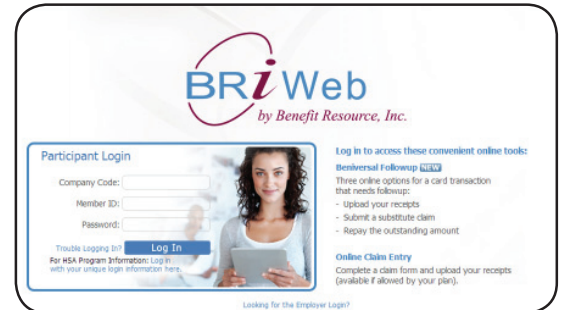 BRiWeb
by Benefit Resource, Inc.
Participant Login
Company Code:
Member ID:
Password:
Trouble Logging In? Log In
For HSA Program Information: Log in
with your unique login information here.
Log in to access these convenient online tools:
Beniversal Followup NEW
Three online options for a card transaction
that needs followup:
- Upload your receipts
- Submit a substitute claim
- Repay the outstanding amount
Online Claim Entry
Complete a claim form and upload your receipts
(available if allowed by your plan).
Looking for the Employer Login?